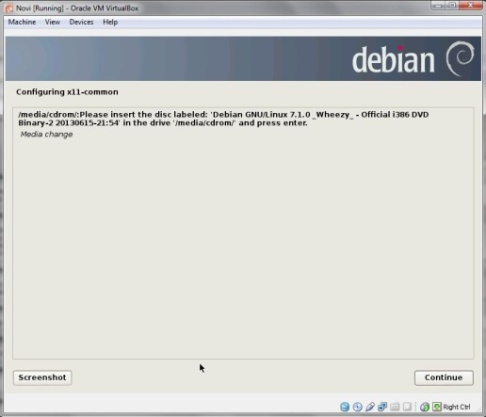 Novi [Running] - Oracle VM VirtualBox
Machine View Devices Help
debian
Configuring x11-common
/media/cdrom/:Please insert the disc labeled: 'Debian GNU/Linux 7.1.0 _Wheezy_ - Official i386 DVD
Binary-2 20130615-21:54' in the drive '/media/cdrom/' and press enter.
Media change
Screenshot
Continue
Right Ctrl